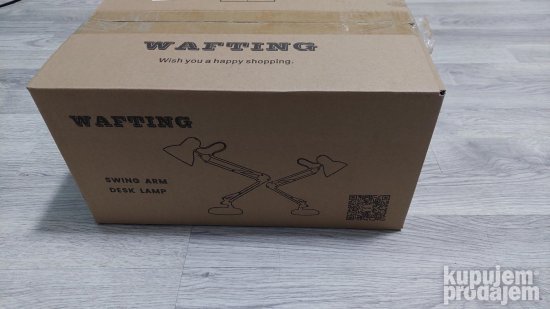 WAFTING
Wish you a happy shopping.
WAFTING
SWING ARM
DESK LAMP
kupujem
prodajem